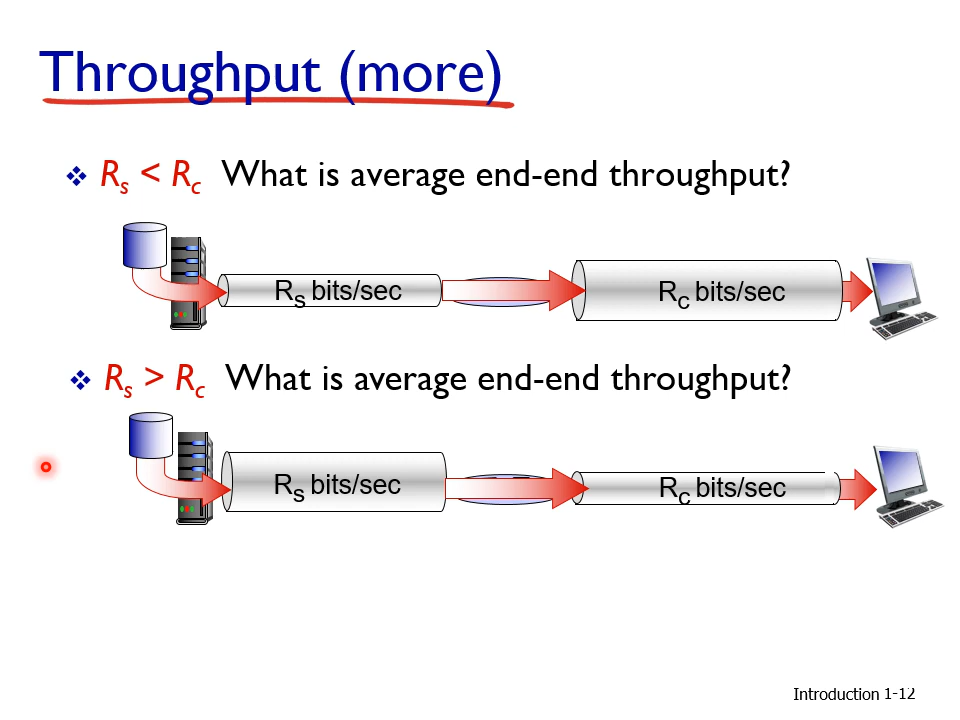 Throughput (more)
❖ Rs < Rc What is average end-end throughput?
Rs bits/sec
Rc bits/sec
❖ Rs > Rc What is average end-end throughput?
Rs bits/sec
Rc bits/sec
Introduction 1-12